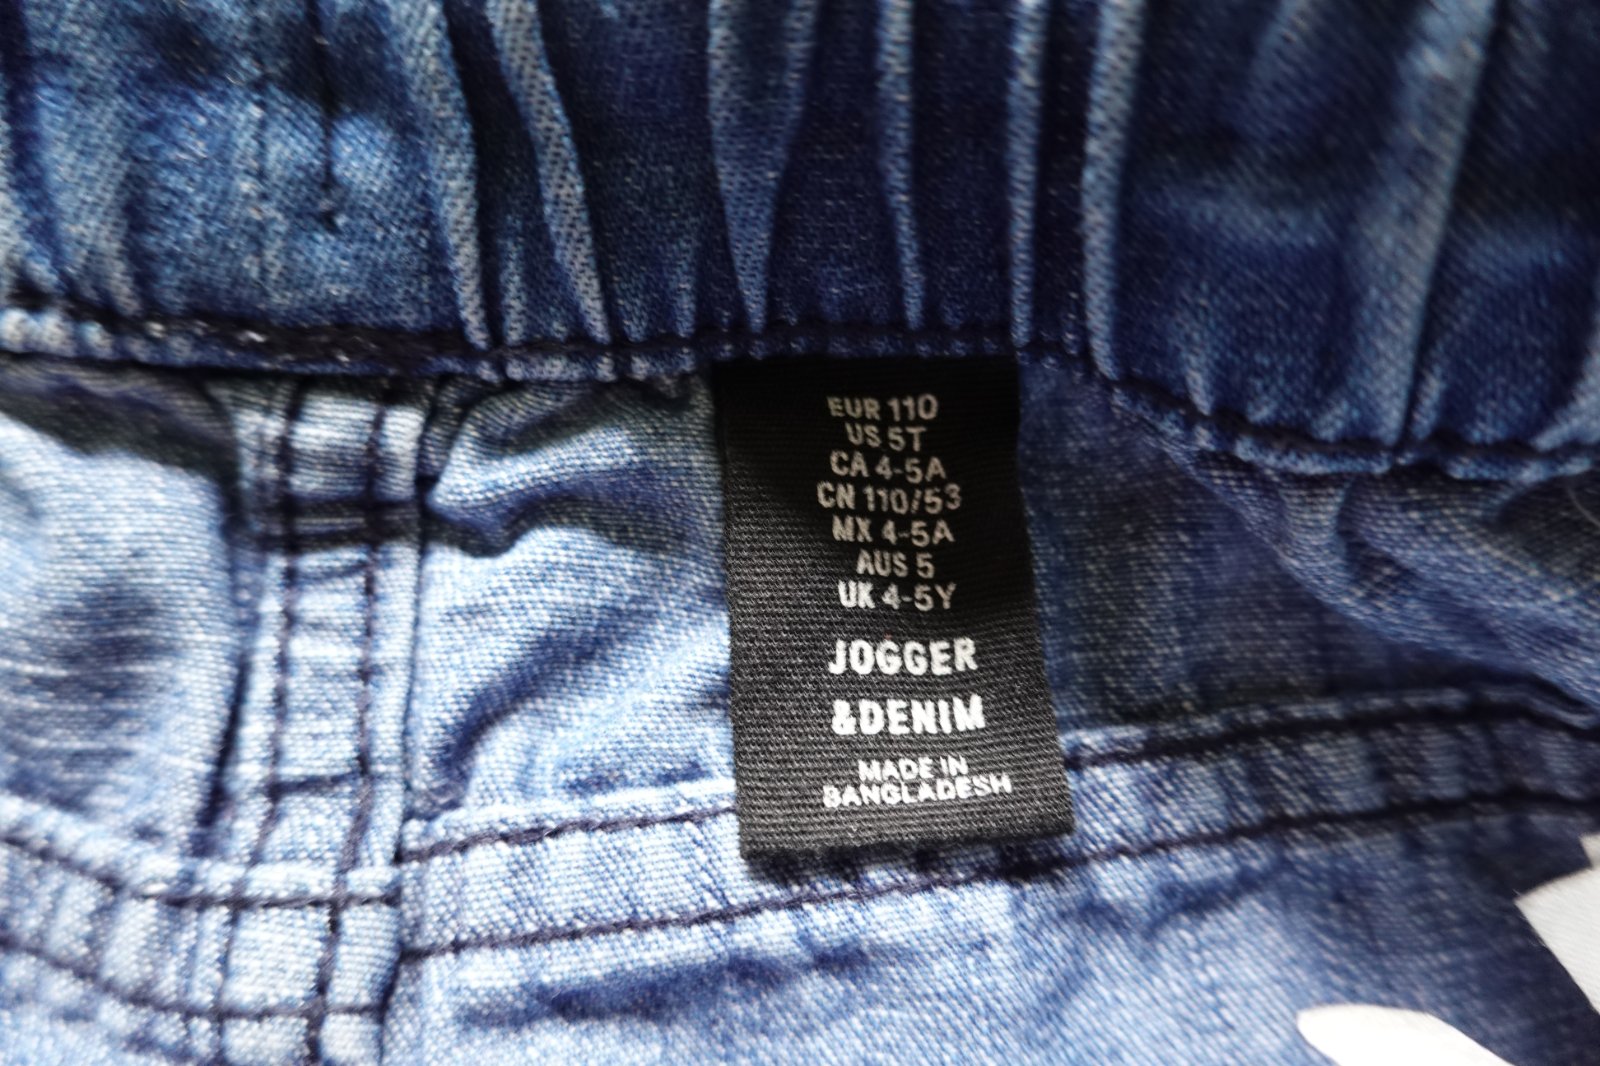 EUR 110
US 5T
CA 4-5A
CN 110/53
MX 4-5A
AUS 5
UK 4-5Y
JOGGER
&DENIM
MADE IN
BANGLADESH